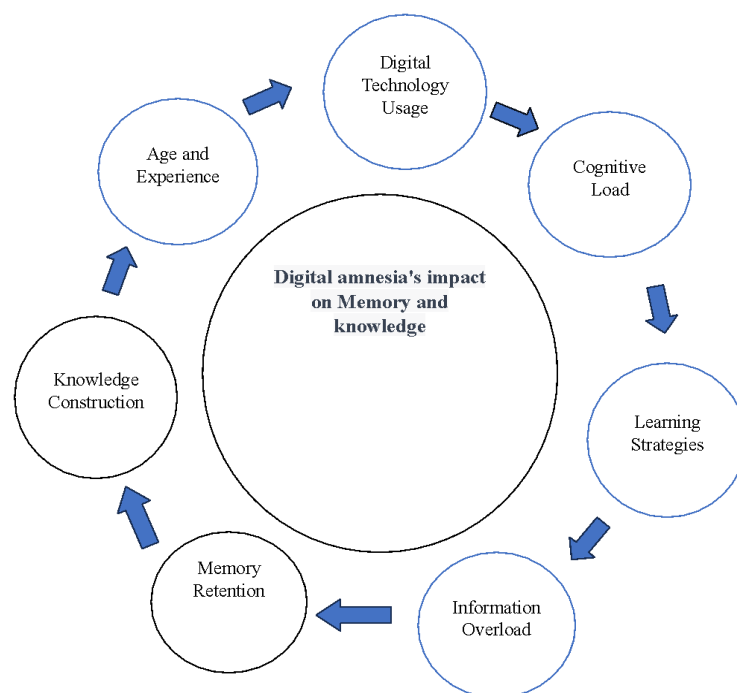 Digital
Technology
Usage
Cognitive
Load
Learning
Strategies
Information
Overload
Memory
Retention
Knowledge
Construction
Age and
Experience
Digital amnesia's impact
on Memory and
knowledge